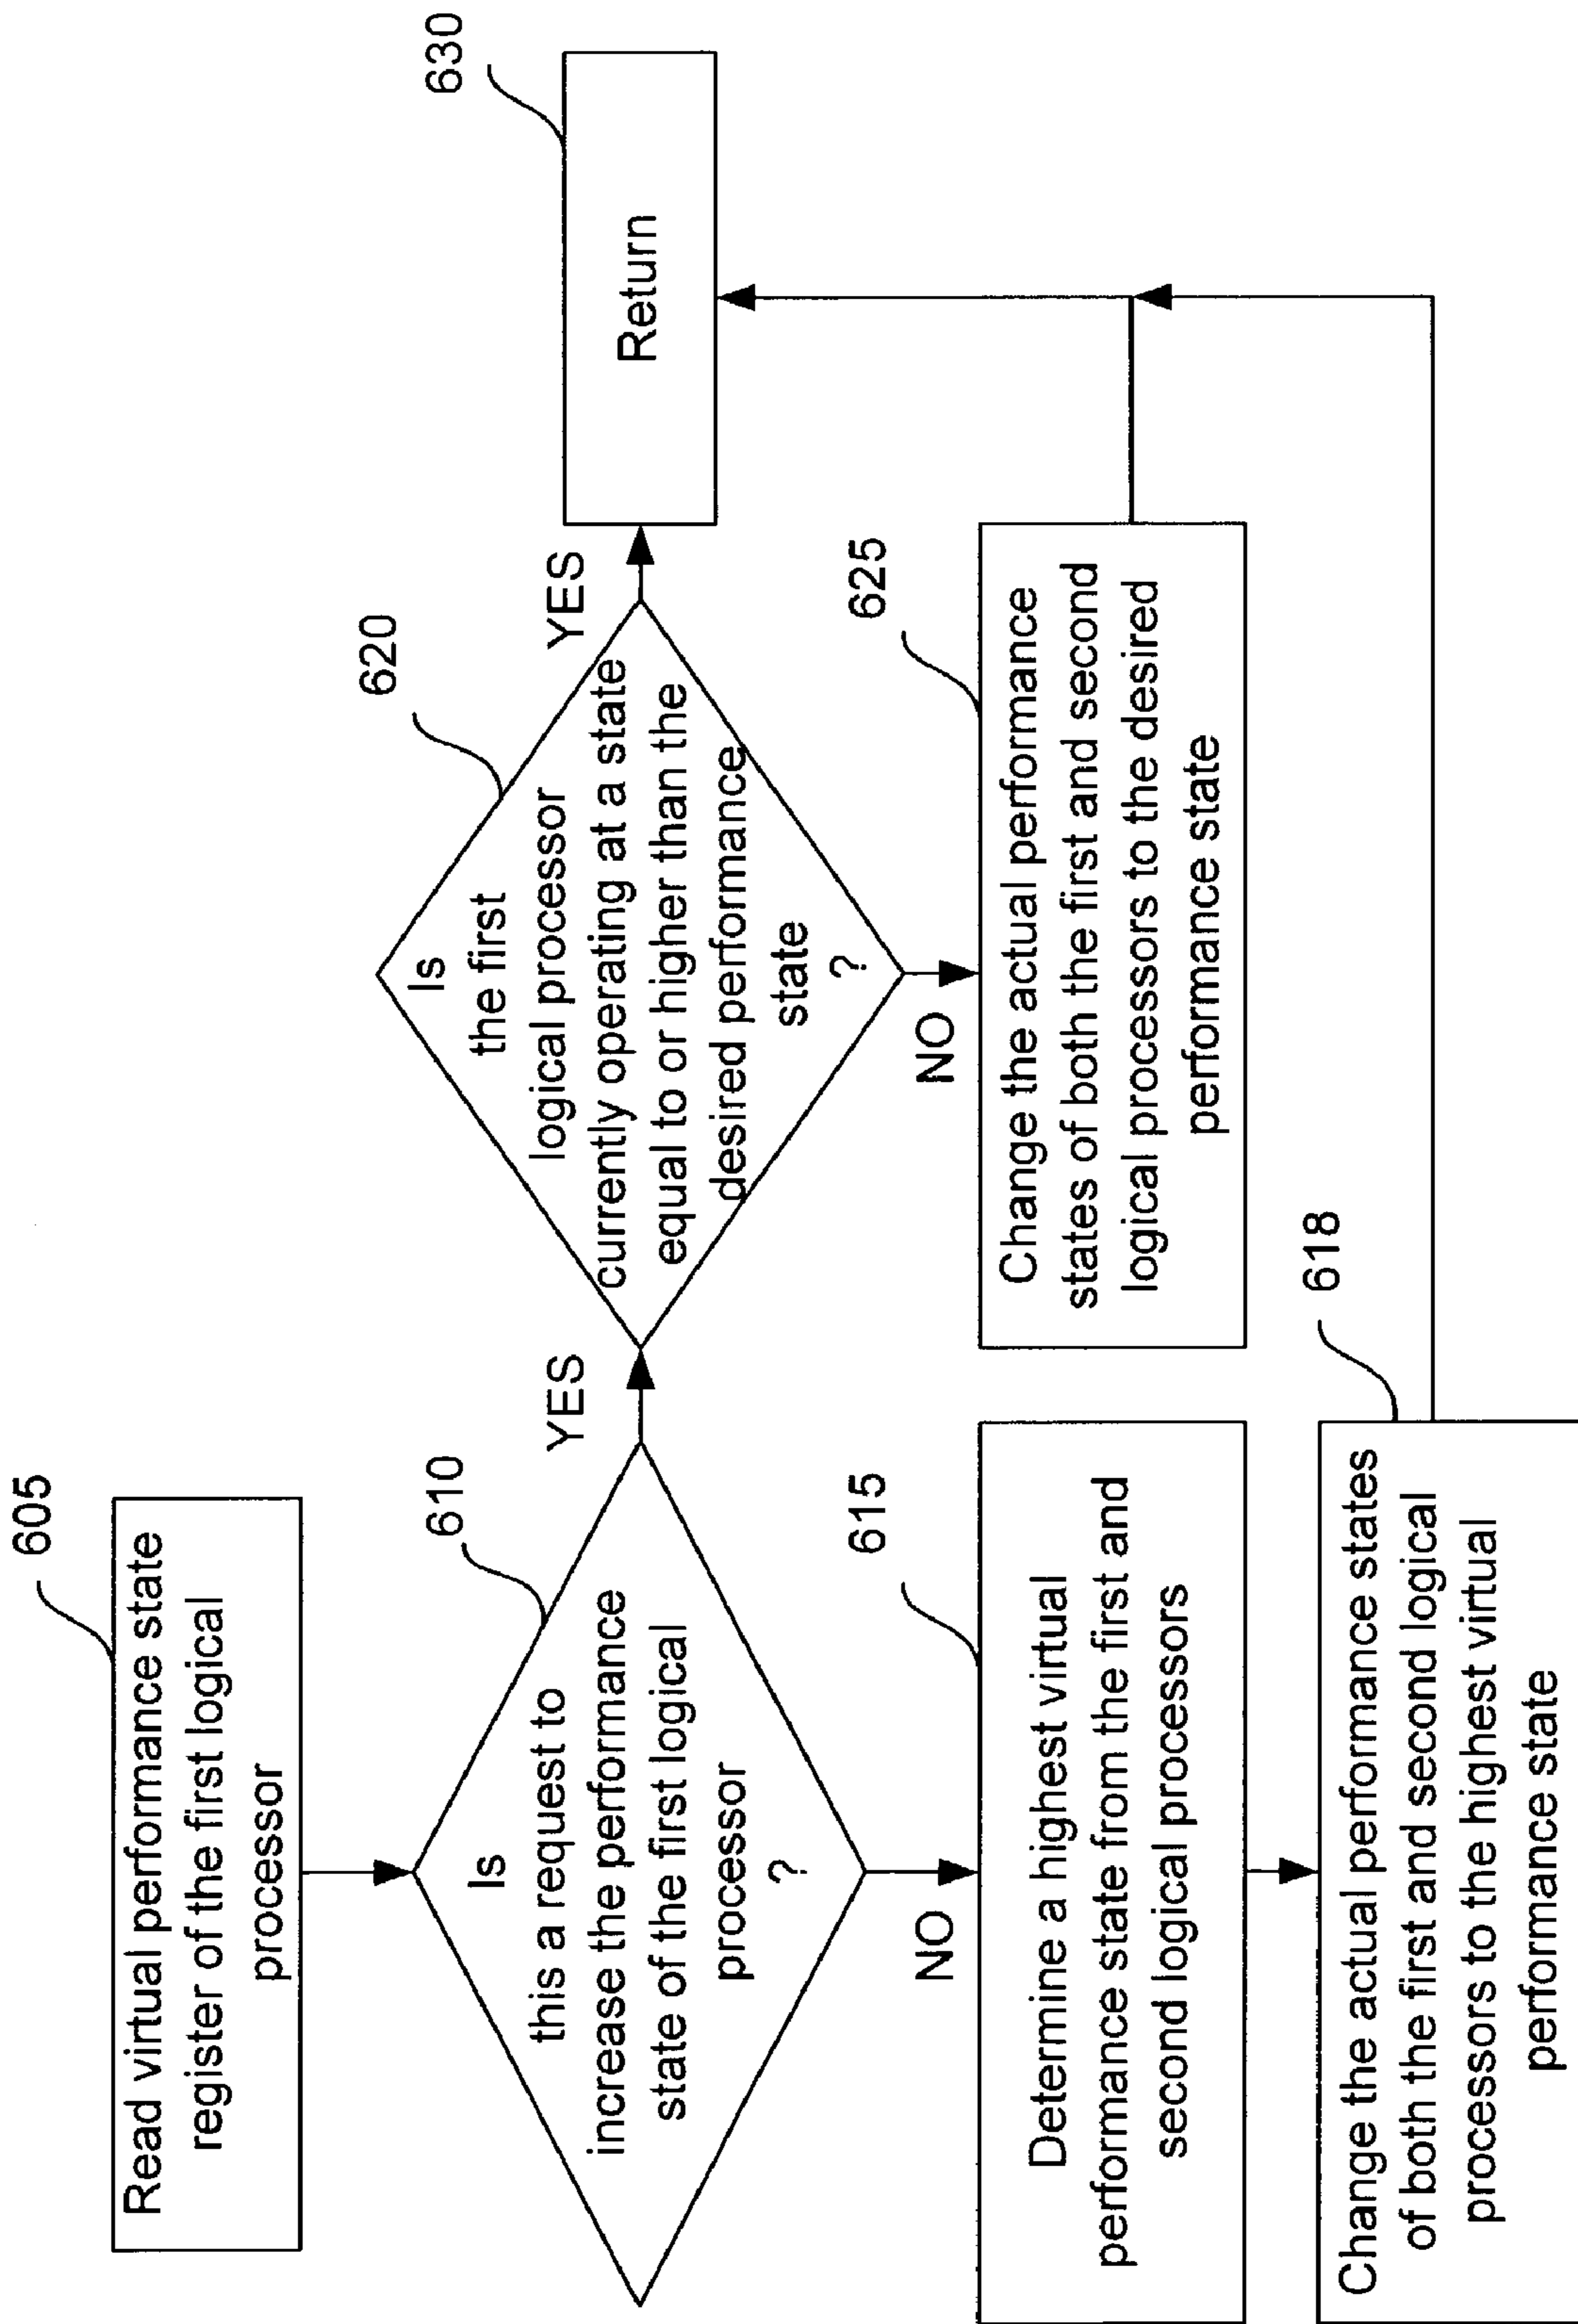 605
Read virtual performance state
register of the first logical
processor
610
Is
this a request to
increase the performance
state of the first logical
processor
?
YES
NO
615
Determine a highest virtual
performance state from the first and
second logical processors
618
Change the actual performance states
of both the first and second logical
processors to the highest virtual
performance state
620
Is
the first
logical processor
currently operating at a state
equal to or higher than the
desired performance
state
?
YES
NO
625
Change the actual performance
states of both the first and second
logical processors to the desired
performance state
630
Return